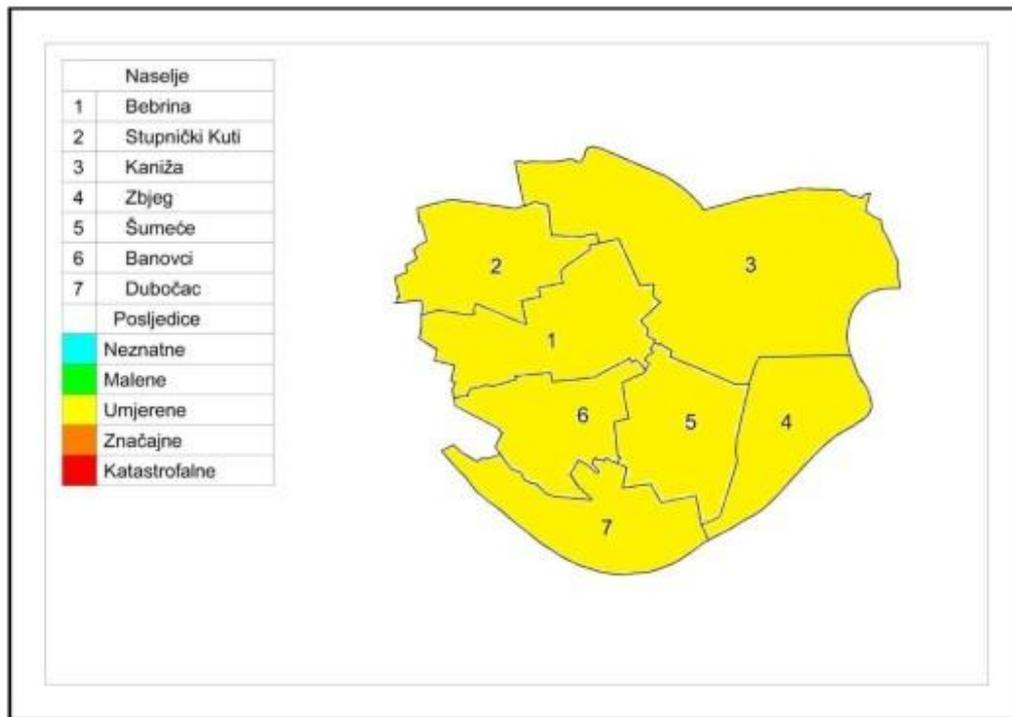 Naselje
1 Bebrina
2 Stupnički Kuti
3 Kaniža
4 Zbjeg
5 Šumeće
6 Banovci
7 Dubočac
Posljedice
Neznatne
Malene
Umjerene
Značajne
Katastrofalne
2
3
1
6
5
4
7